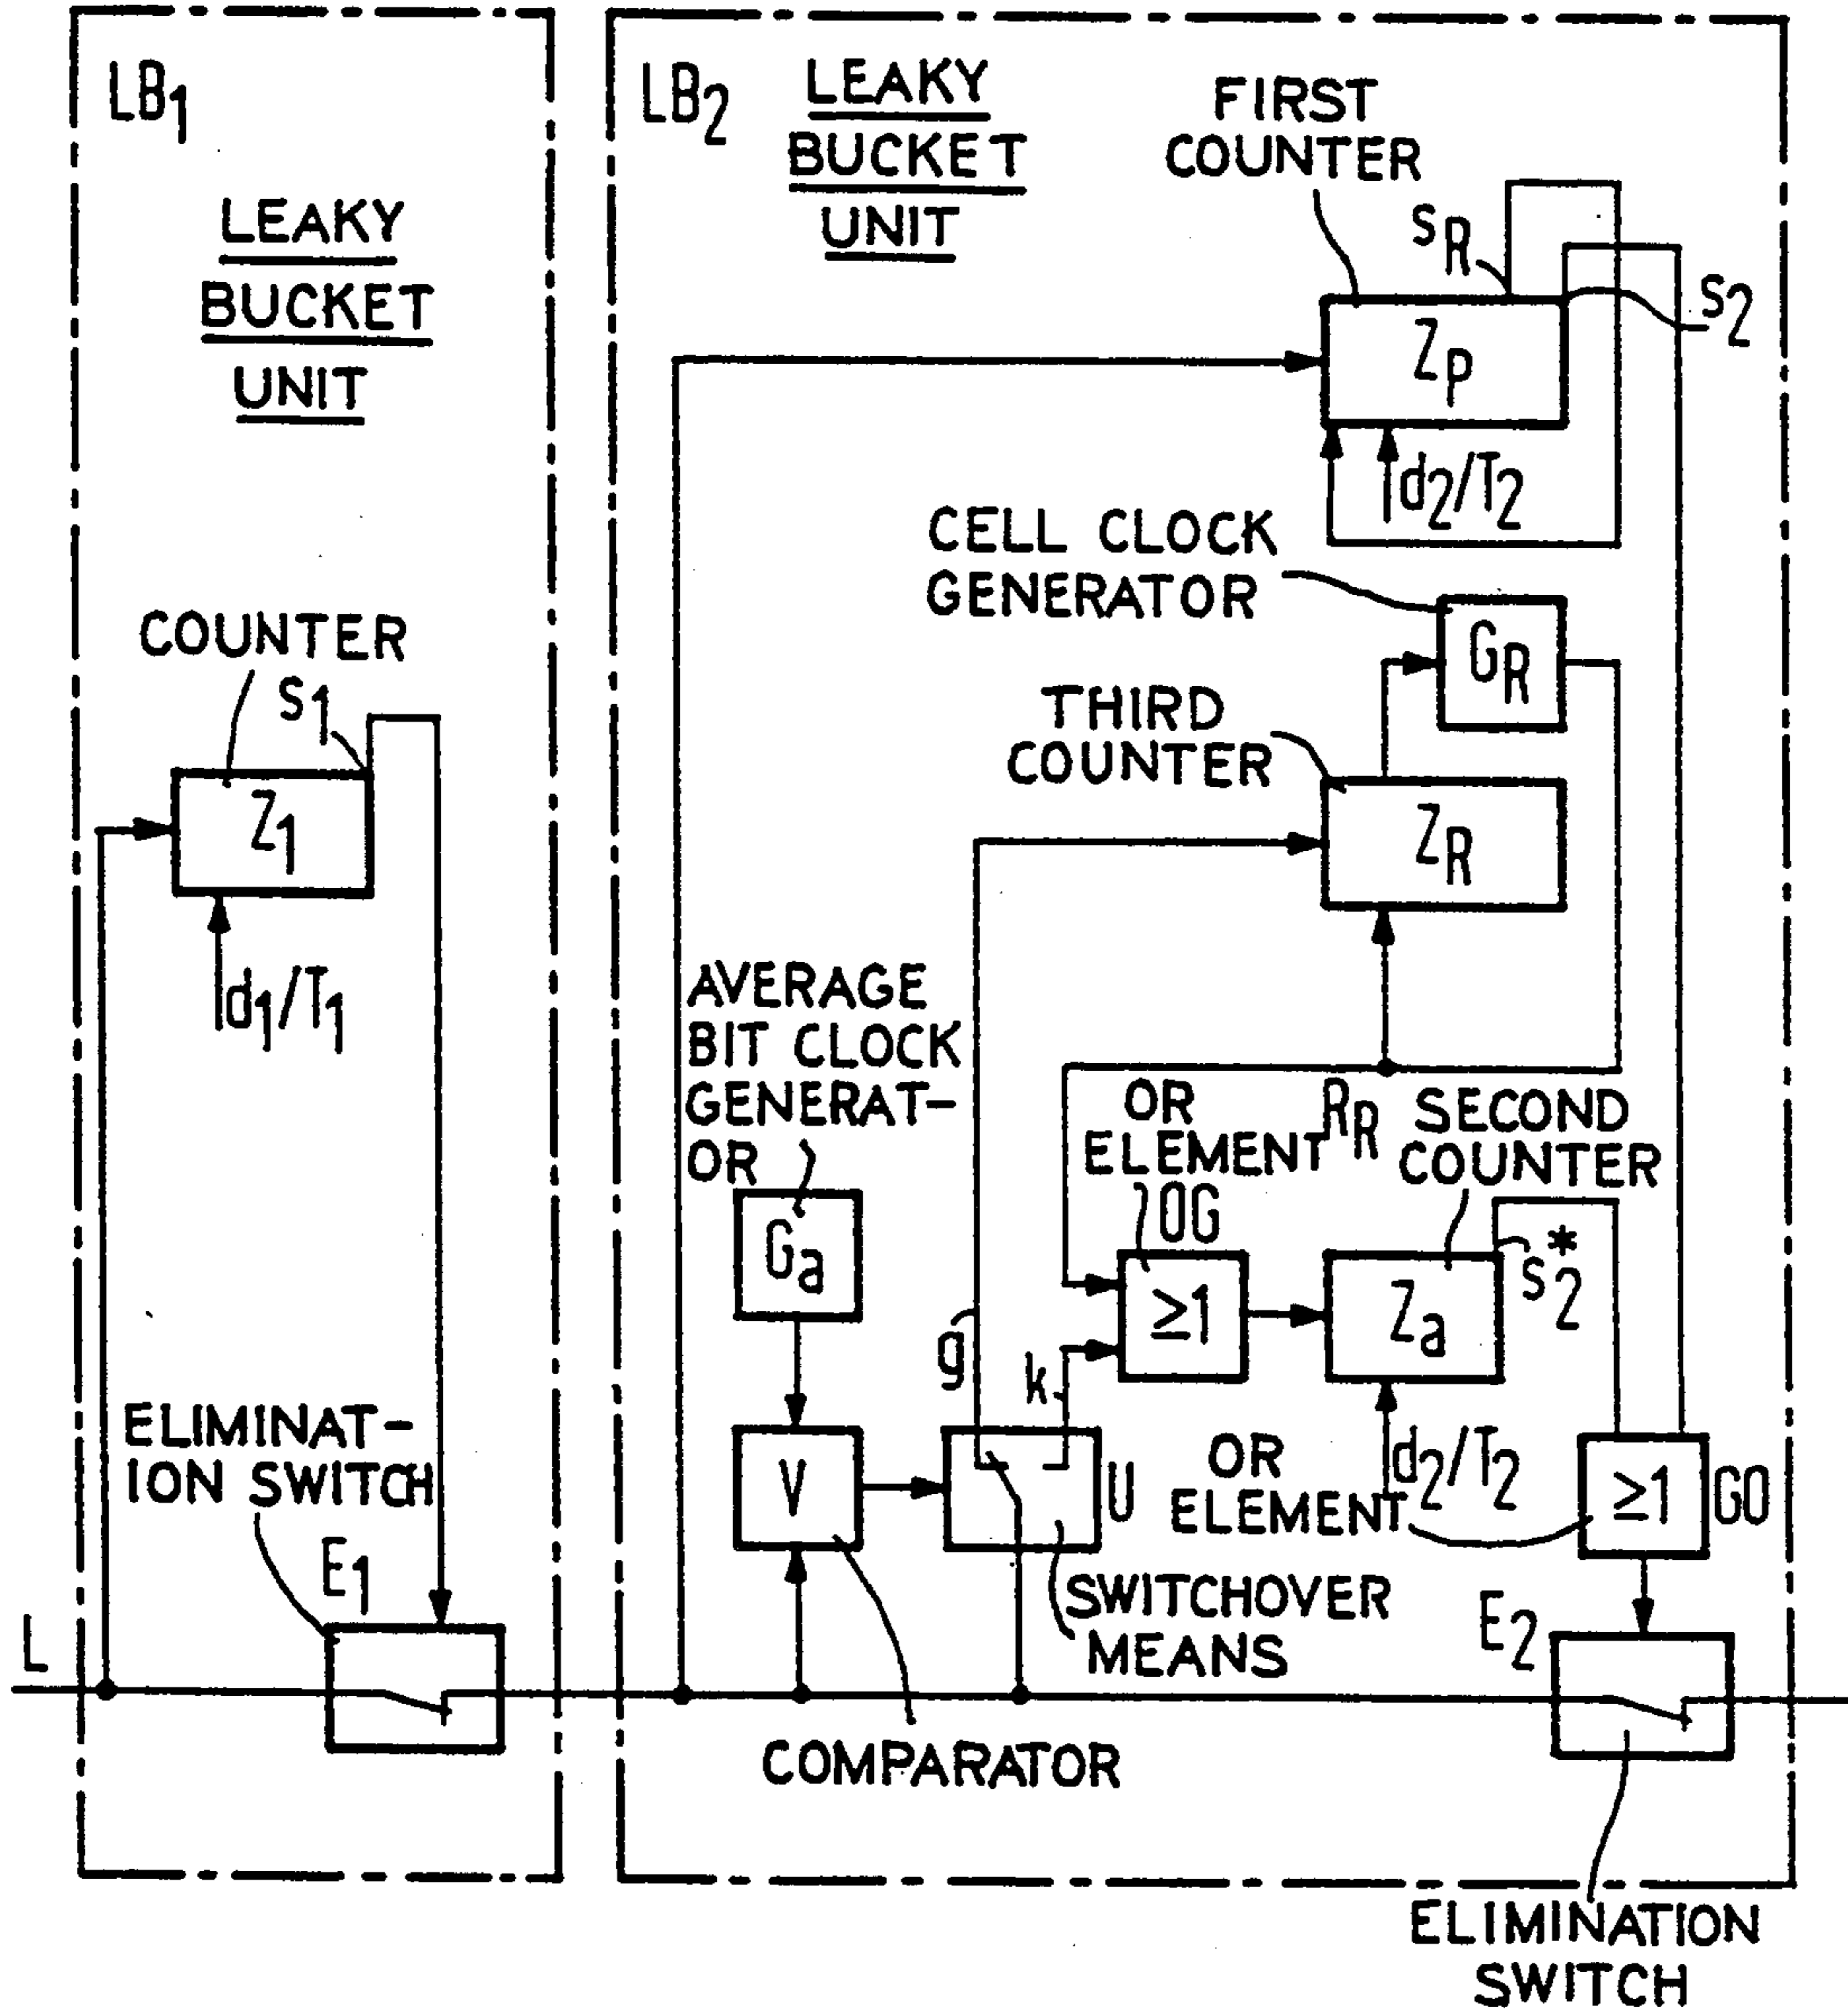 LB1
LEAKY
BUCKET
UNIT
COUNTER
S1
Z1
d1/T1
ELIMINAT-
ION SWITCH
E1
L
LB2
LEAKY
BUCKET
UNIT
FIRST
COUNTER
SR
S2
ZP
d2/T2
CELL CLOCK
GENERATOR
GR
THIRD
COUNTER
ZR
AVERAGE
BIT CLOCK
GENERAT-
OR
Ga
OR
ELEMENT
OG
RR
SECOND
COUNTER
≥1
Za
S2*
g
k
V
U
OR
ELEMENT
d2/T2
≥1
GO
SWITCHOVER
MEANS
E2
COMPARATOR
ELIMINATION
SWITCH